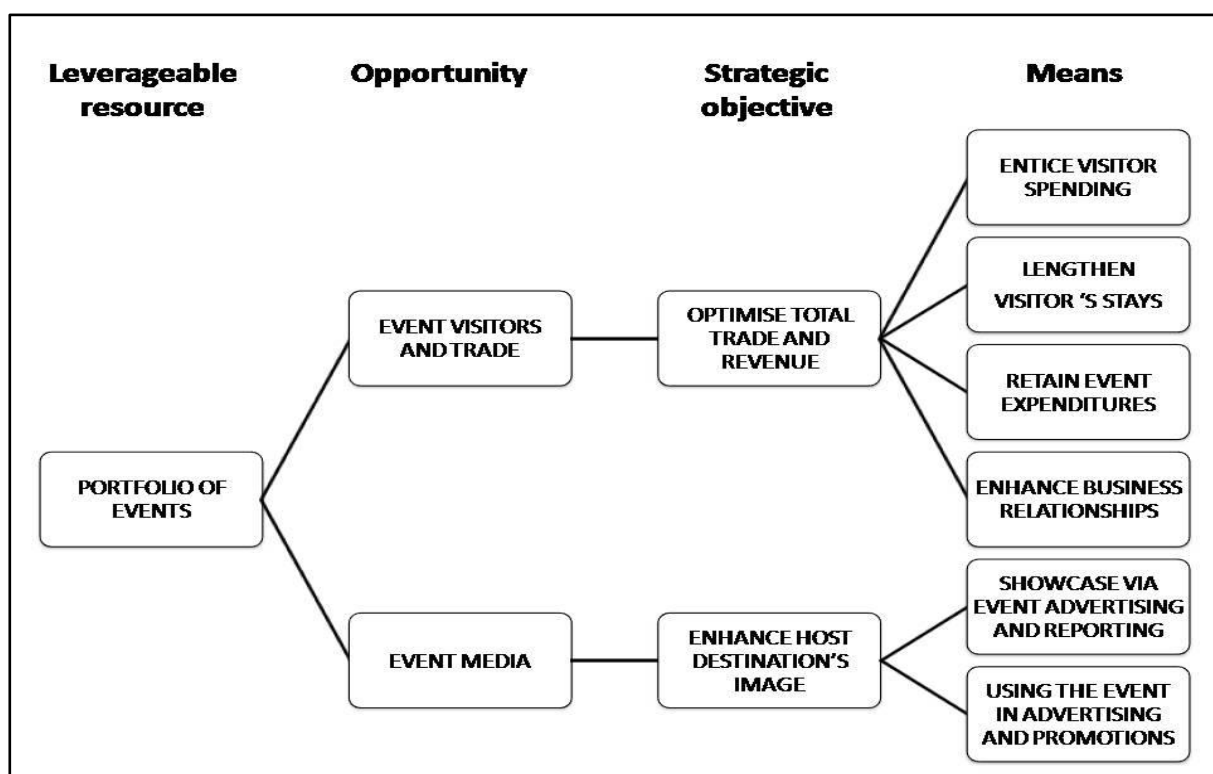 Leverageable
resource
Opportunity
Strategic
objective
Means
ENTICE VISITOR
SPENDING
LENGTHEN
VISITOR 'S STAYS
EVENT VISITORS
AND TRADE
OPTIMISE TOTAL
TRADE AND
REVENUE
RETAIN EVENT
EXPENDITURES
PORTFOLIO OF
EVENTS
ENHANCE BUSINESS
RELATIONSHIPS
EVENT MEDIA
ENHANCE HOST
DESTINATION'S
IMAGE
SHOWCASE VIA
EVENT ADVERTISING
AND REPORTING
USING THE EVENT
IN ADVERTISING
AND PROMOTIONS